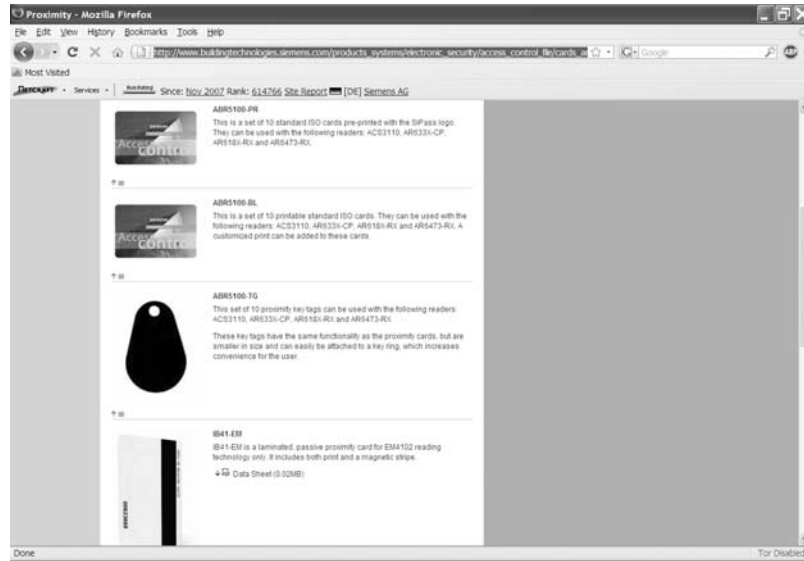 Proximity - Mozilla Firefox
File Edit View History Bookmarks Tools Help
http://www.buildingtechnologies.siemens.com/products_systems/electronic_security/access_control_fle/cards_a
Google
ABP
Most Visited
NETCRAFT Services Risk Rating Since: Nov 2007 Rank: 614766 Site Report [DE] Siemens AG
ABR5100-PR
This is a set of 10 standard ISO cards pre-printed with the SiPass logo.
They can be used with the following readers: ACS3110, AR633X-CP,
AR618X-RX and AR6473-RX.
Access
control
ABR5100-BL
This is a set of 10 printable standard ISO cards. They can be used with the
following readers: ACS3110, AR633X-CP, AR618X-RX and AR6473-RX. A
customized print can be added to these cards.
Access
control
ABR5100-TG
This set of 10 proximity key tags can be used with the following readers:
ACS3110, AR633X-CP, AR618X-RX and AR6473-RX.
These key tags have the same functionality as the proximity cards, but are
smaller in size and can easily be attached to a key ring, which increases
convenience for the user.
IB41-EM
IB41-EM is a laminated, passive proximity card for EM4102 reading
technology only. It includes both print and a magnetic stripe.
Data Sheet (0.02MB)
Done
Tor Disabled